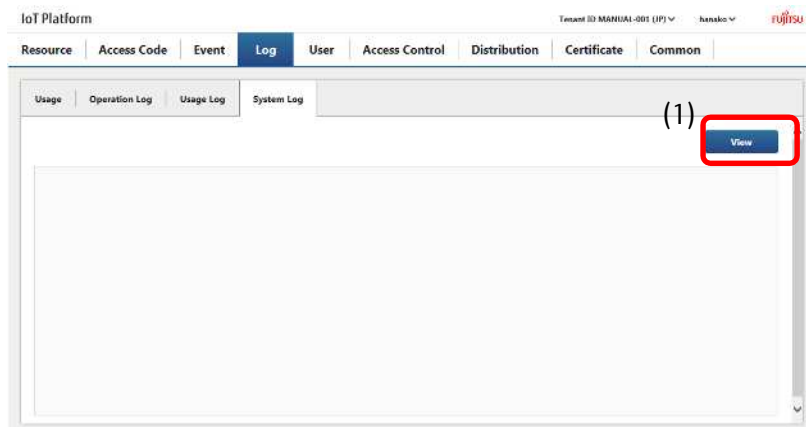 IoT Platform
Tenant ID MANUAL-001 (JP) hanako FUJITSU
Resource Access Code Event Log User Access Control Distribution Certificate Common
Usage Operation Log Usage Log System Log
(1)
View